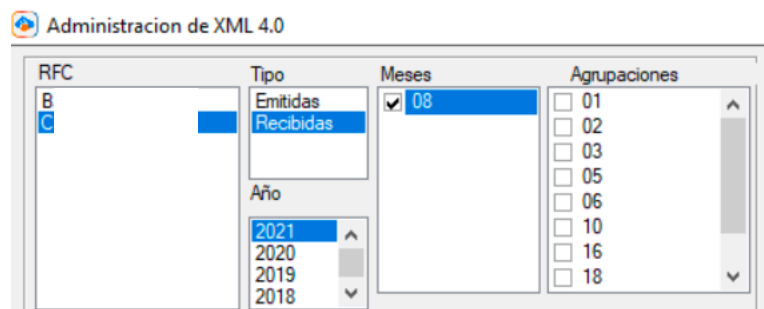 Administracion de XML 4.0
RFC
B
C
Tipo
Emitidas
Recibidas
Año
2021
2020
2019
2018
Meses
08
Agrupaciones
01
02
03
05
06
10
16
18